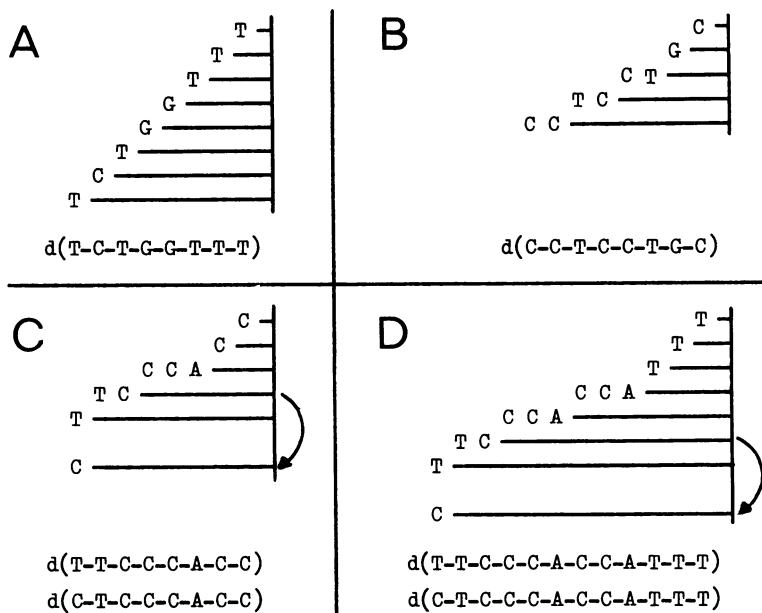 A
T
T
T
G
G
T
C
T
d(T-C-T-G-G-T-T-T)
B
C
G
C T
T C
C C
d(C-C-T-C-C-T-G-C)
C
C
C
C C A
T C
T
C
d(T-T-C-C-C-A-C-C)
d(C-T-C-C-C-A-C-C)
D
T
T
T
C C A
C C A
T C
T
C
d(T-T-C-C-C-A-C-C-A-T-T-T)
d(C-T-C-C-C-A-C-C-A-T-T-T)